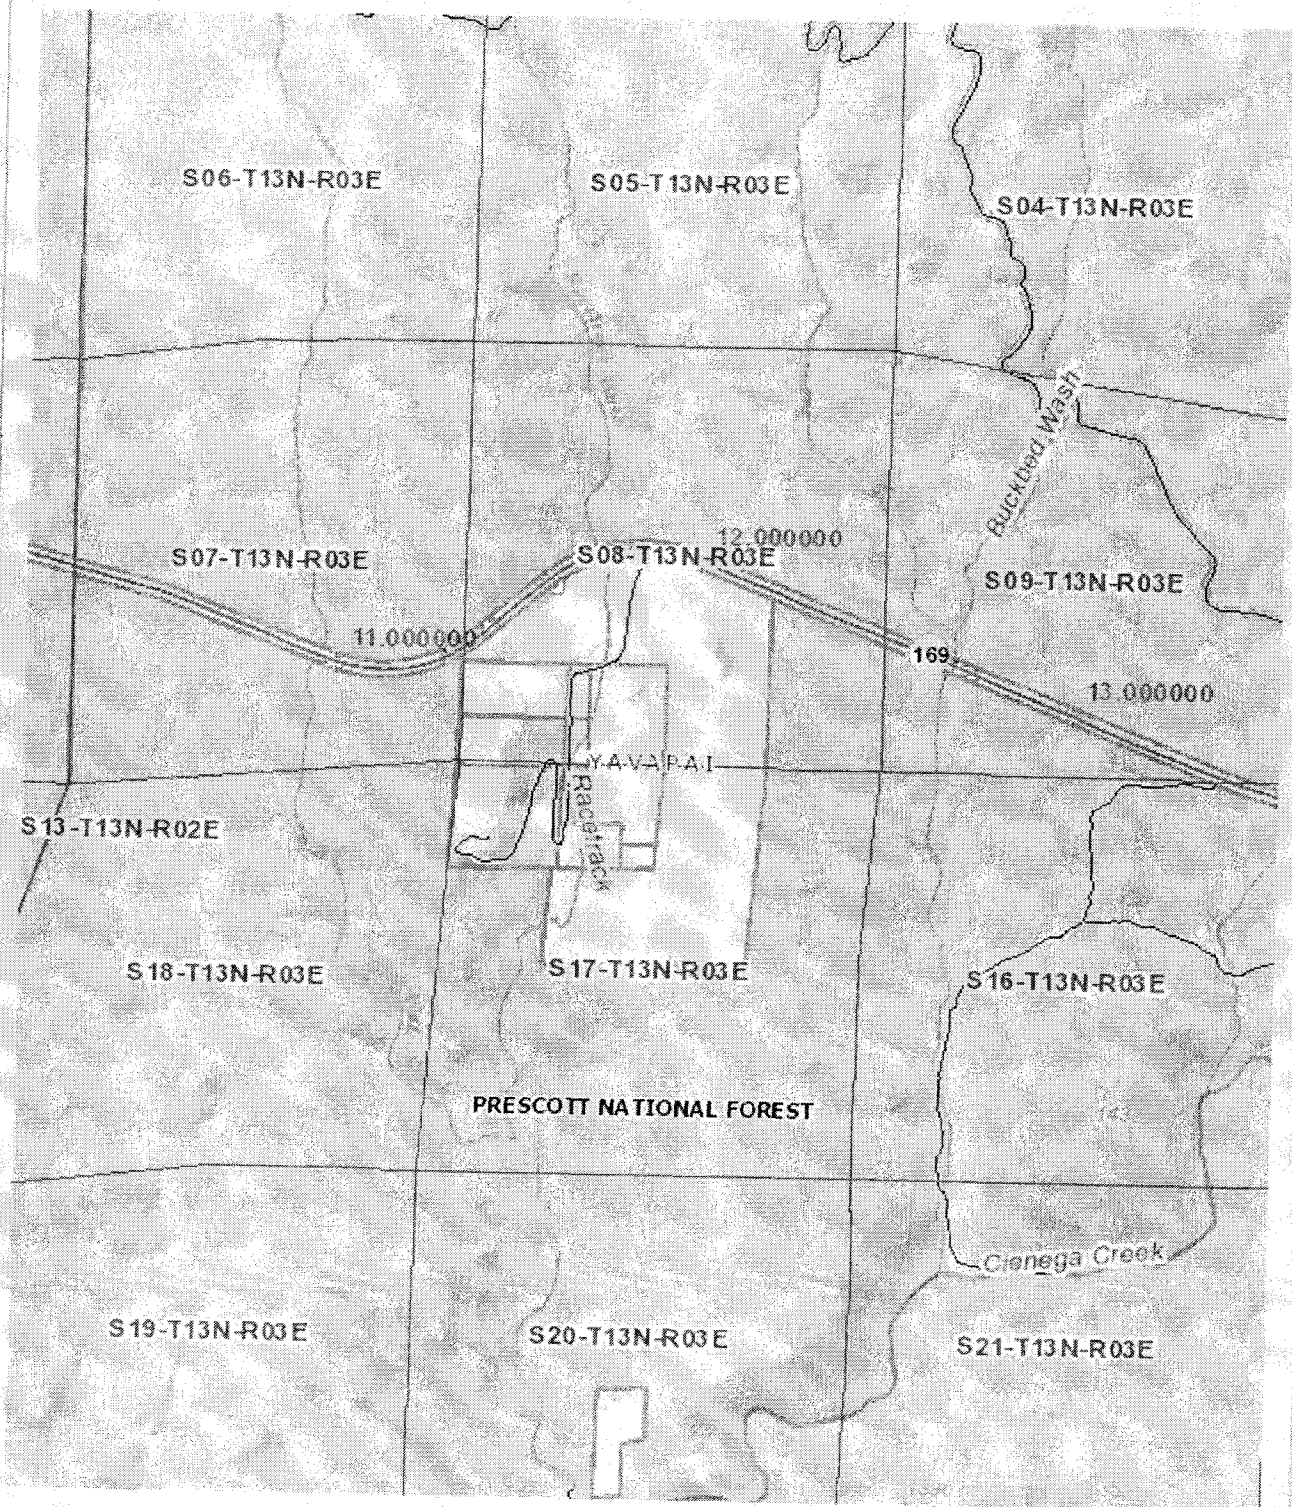 S06-T13N-R03E
S05-T13N-R03E
S04-T13N-R03E
Buckbed Wash
12.000000
S07-T13N-R03E
S08-T13N-R03E
S09-T13N-R03E
11.000000
169
13.000000
YAVAPAI
Racetrack
S13-T13N-R02E
S18-T13N-R03E
S17-T13N-R03E
S16-T13N-R03E
PRESCOTT NATIONAL FOREST
Cienega Creek
S19-T13N-R03E
S20-T13N-R03E
S21-T13N-R03E